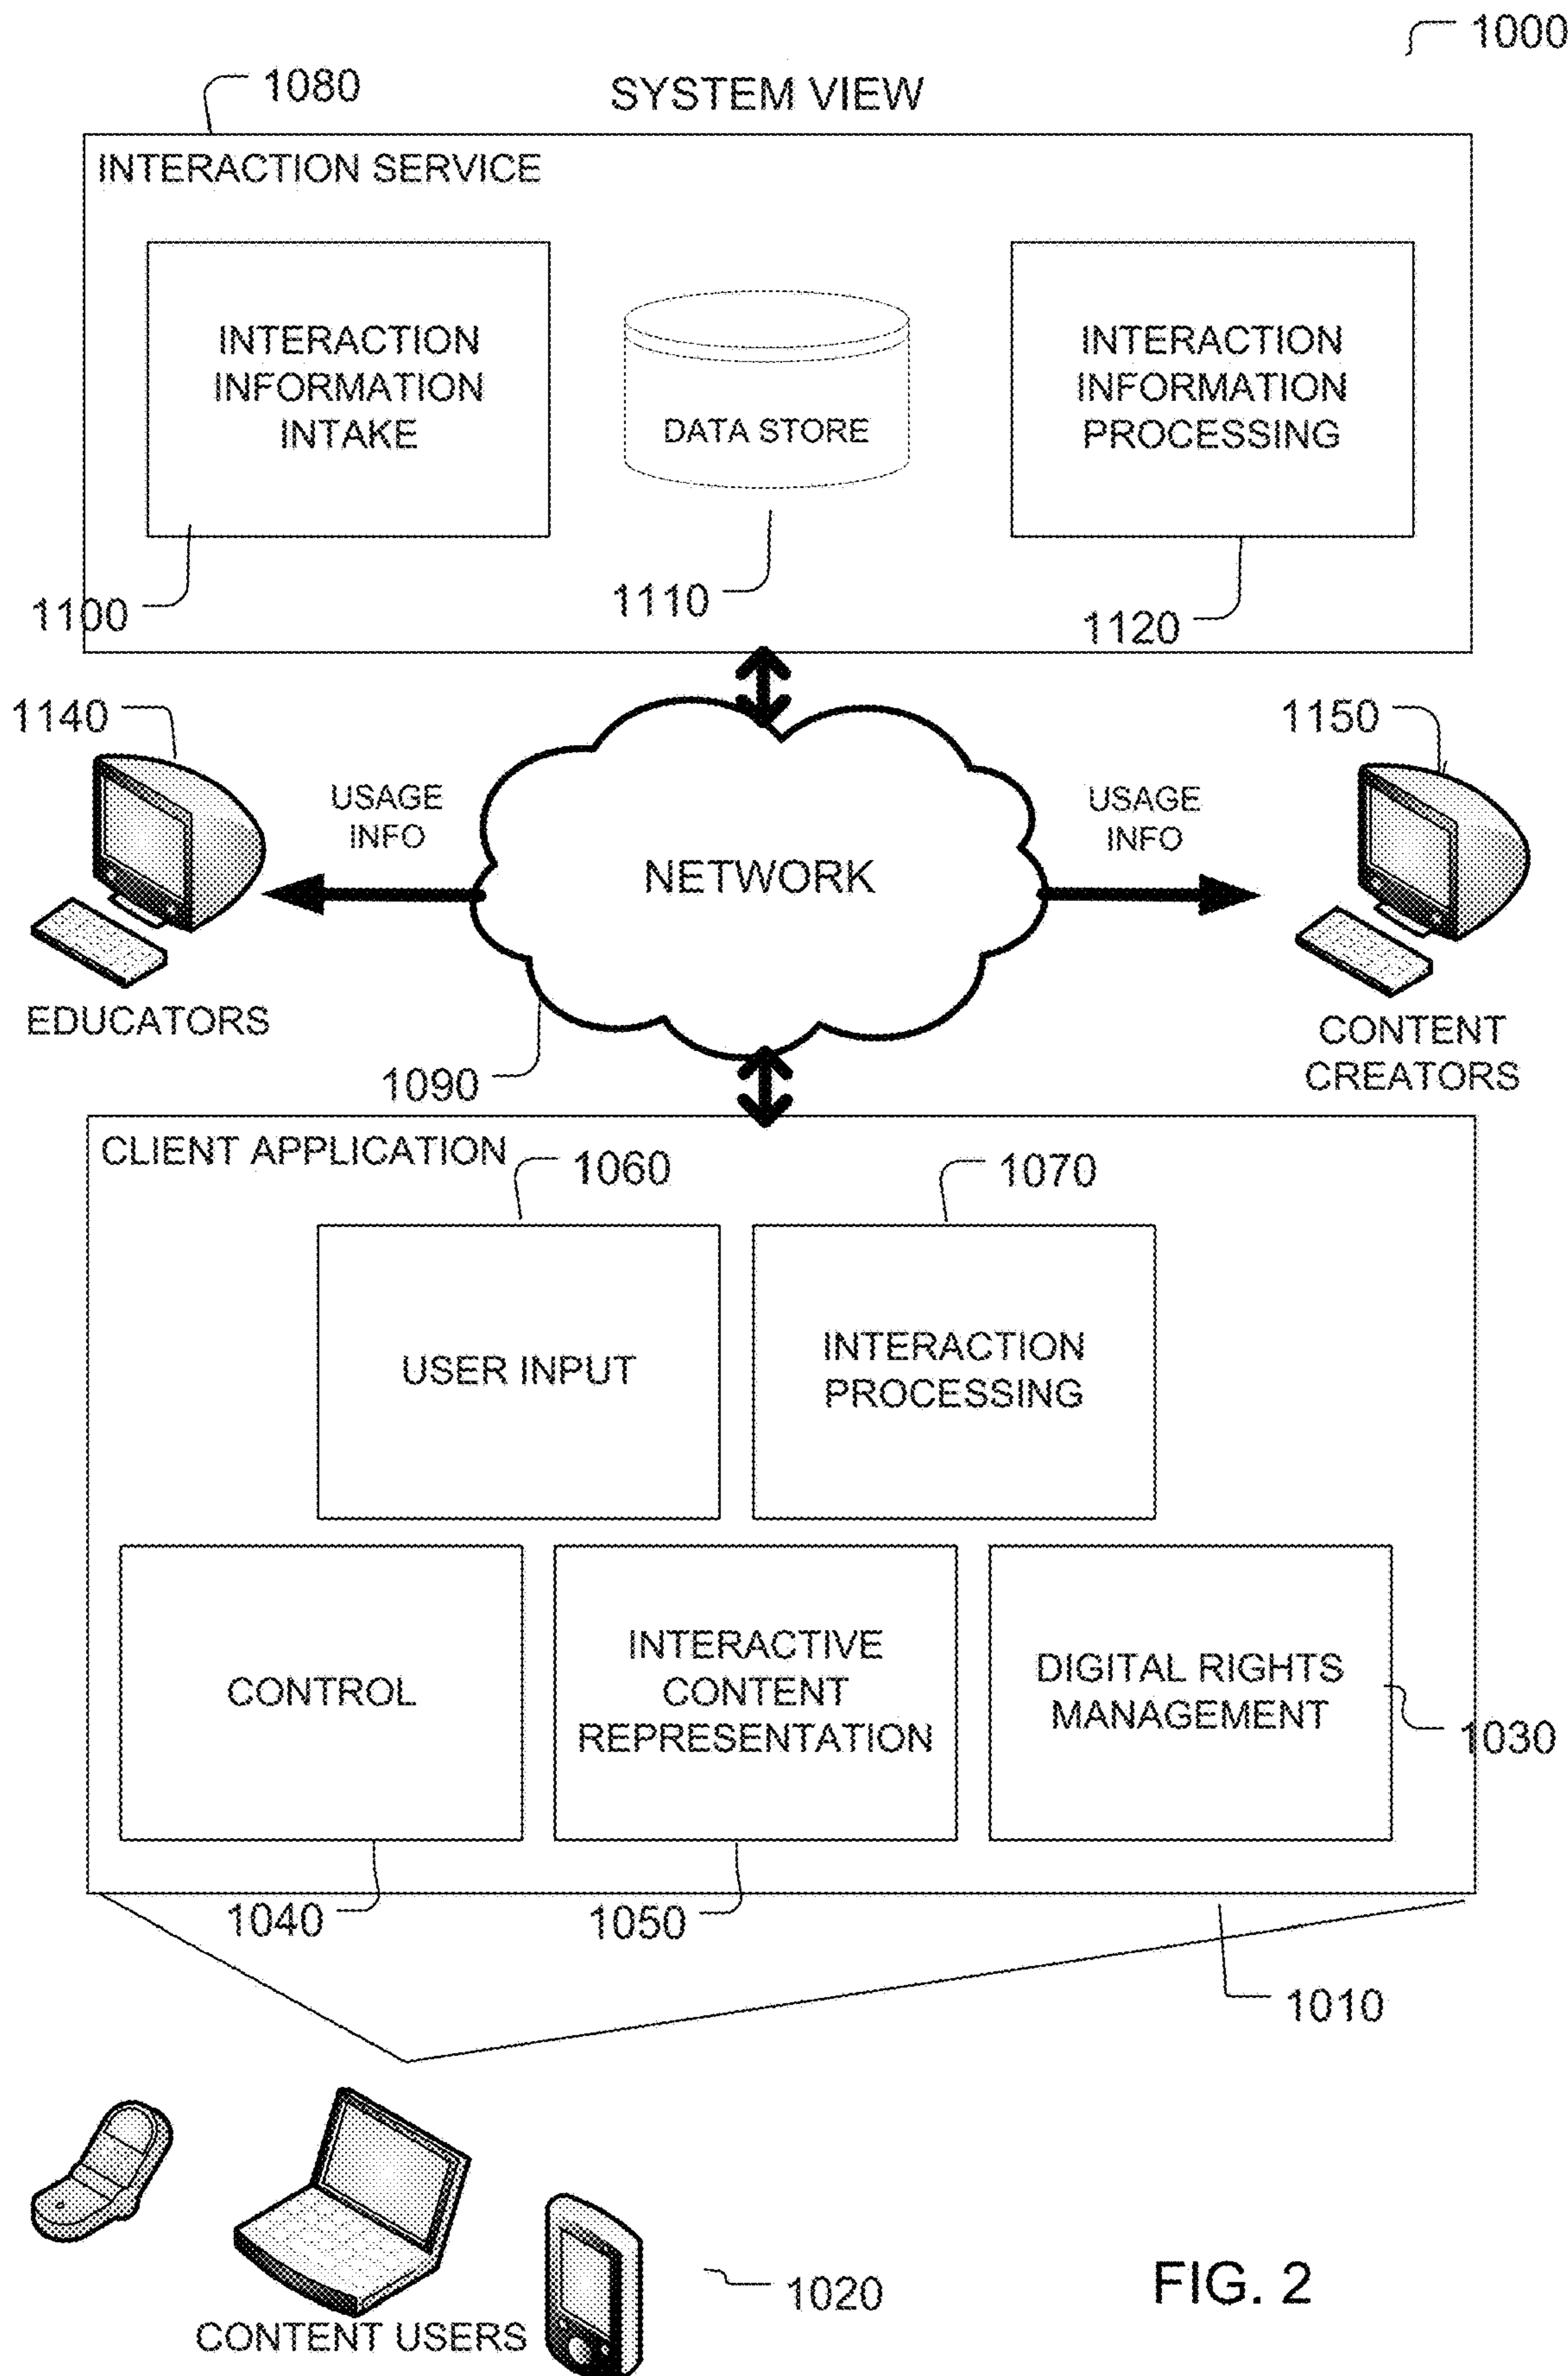 1000
1080
SYSTEM VIEW
INTERACTION SERVICE
INTERACTION
INFORMATION
INTAKE
DATA STORE
INTERACTION
INFORMATION
PROCESSING
1100
1110
1120
1140
1150
USAGE
INFO
USAGE
INFO
NETWORK
EDUCATORS
CONTENT
CREATORS
1090
CLIENT APPLICATION
1060
1070
USER INPUT
INTERACTION
PROCESSING
CONTROL
INTERACTIVE
CONTENT
REPRESENTATION
DIGITAL RIGHTS
MANAGEMENT
1030
1040
1050
1010
1020
CONTENT USERS
FIG. 2